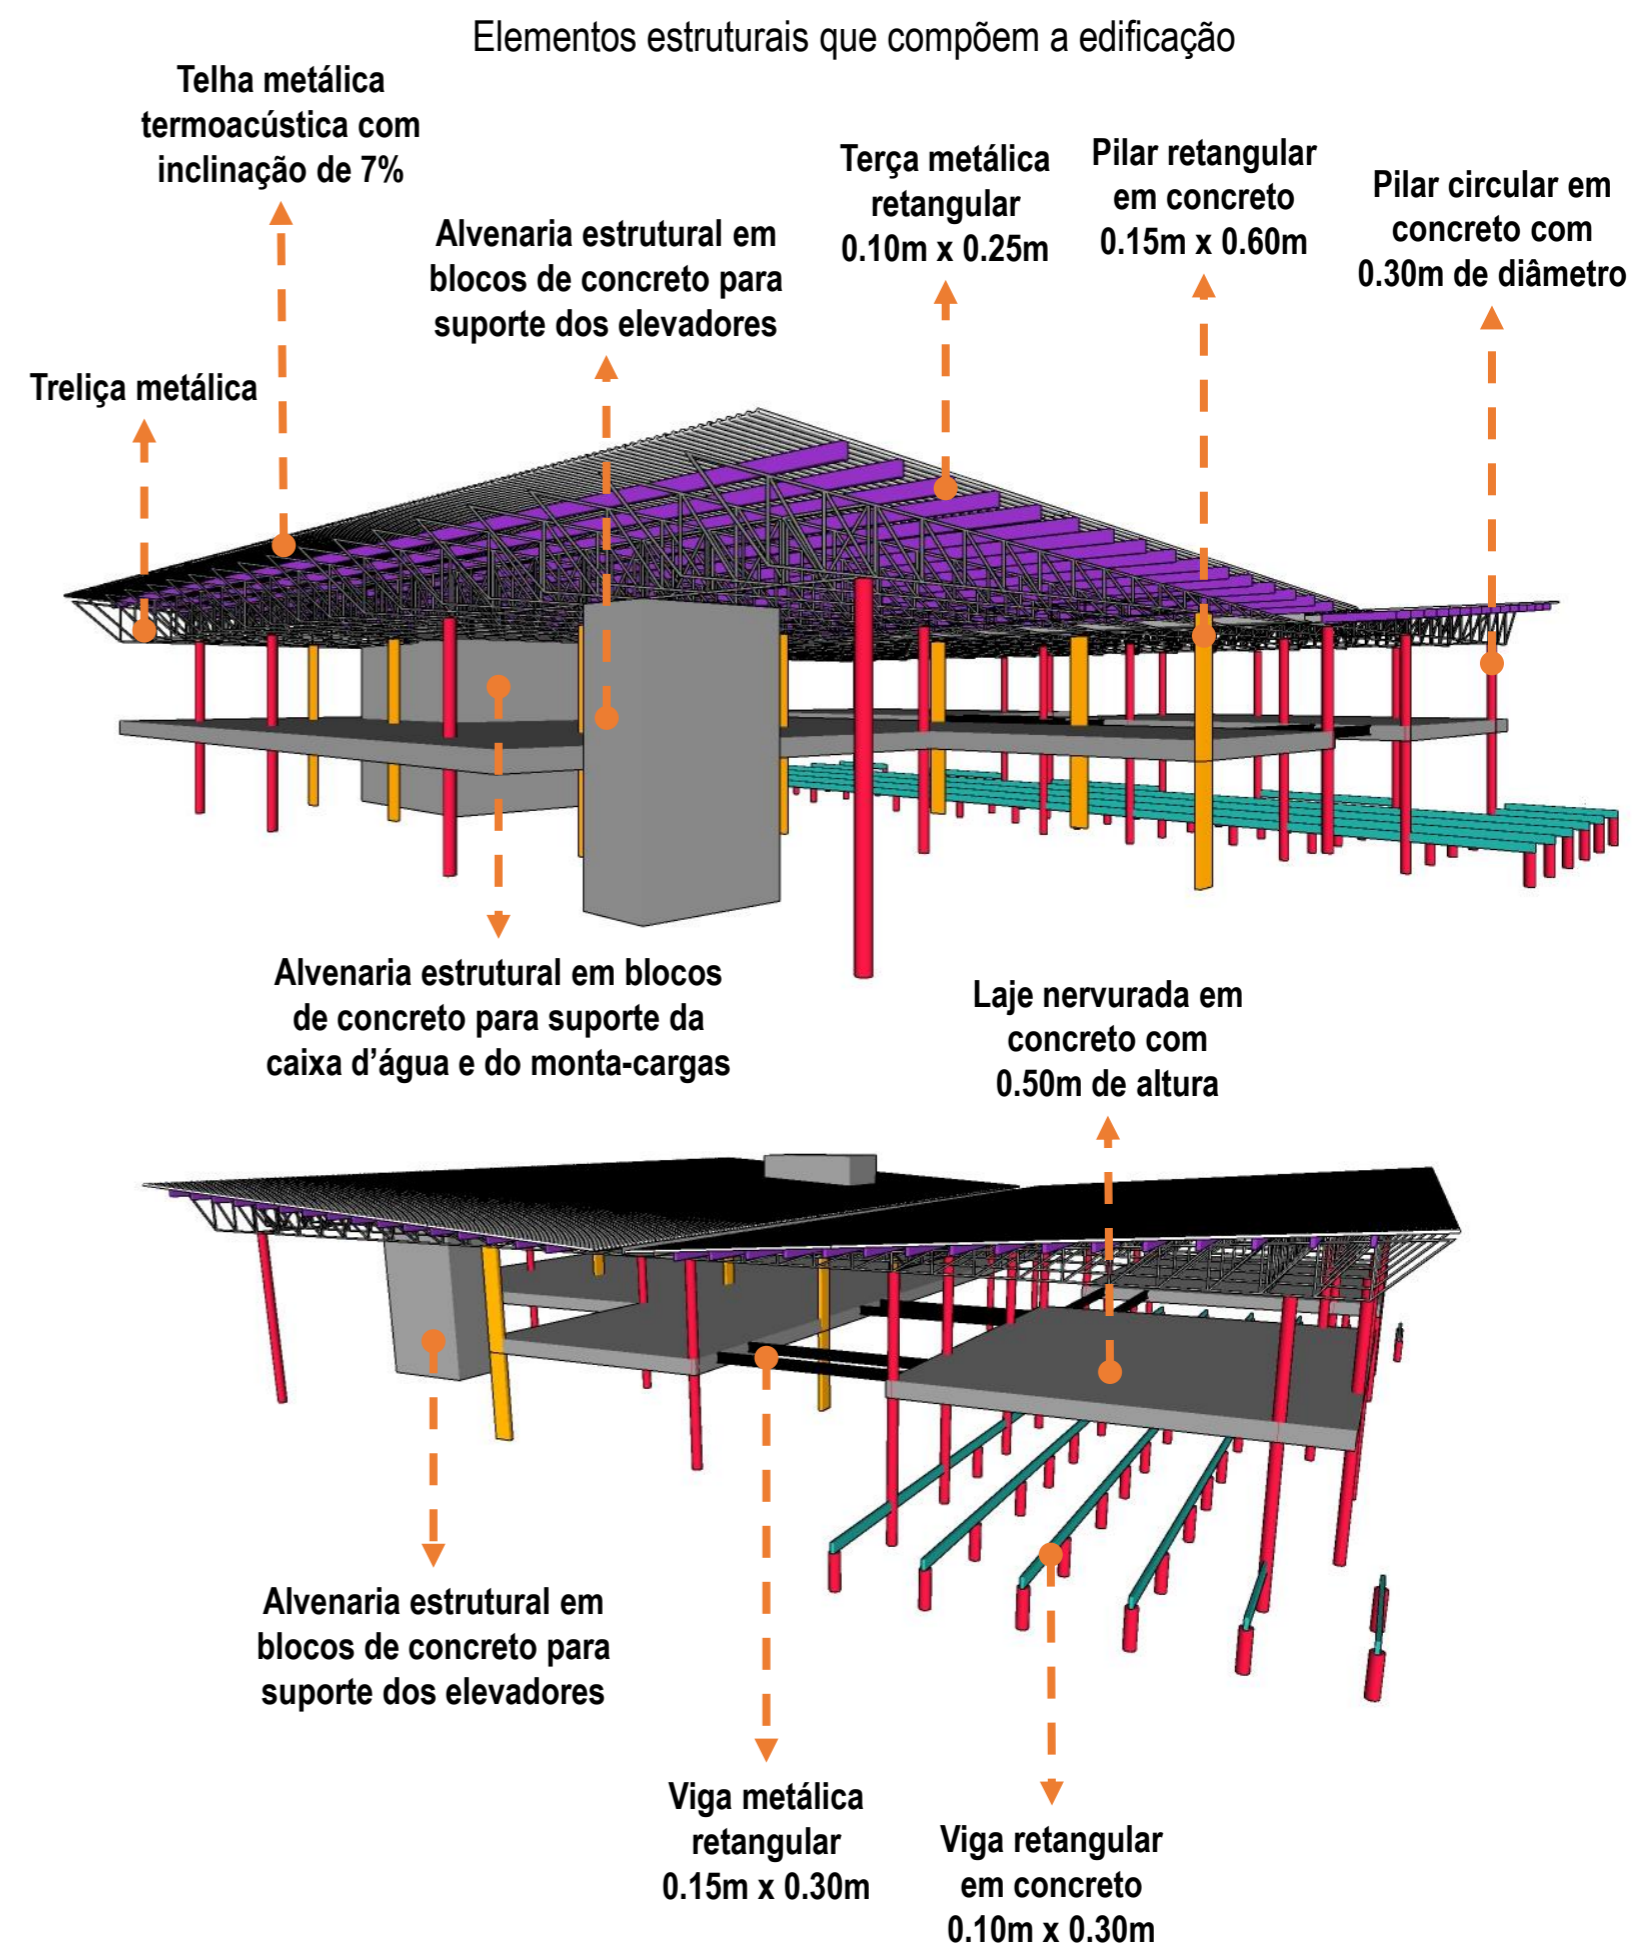 Elementos estruturais que compõem a edificação
Telha metálica
termoacústica com
inclinação de 7%
Alvenaria estrutural em
blocos de concreto para
suporte dos elevadores
Terça metálica
retangular
0.10m x 0.25m
Pilar retangular
em concreto
0.15m x 0.60m
Pilar circular em
concreto com
0.30m de diâmetro
Treliça metálica
Alvenaria estrutural em blocos
de concreto para suporte da
caixa d’água e do monta-cargas
Laje nervurada em
concreto com
0.50m de altura
Alvenaria estrutural em
blocos de concreto para
suporte dos elevadores
Viga metálica
retangular
0.15m x 0.30m
Viga retangular
em concreto
0.10m x 0.30m